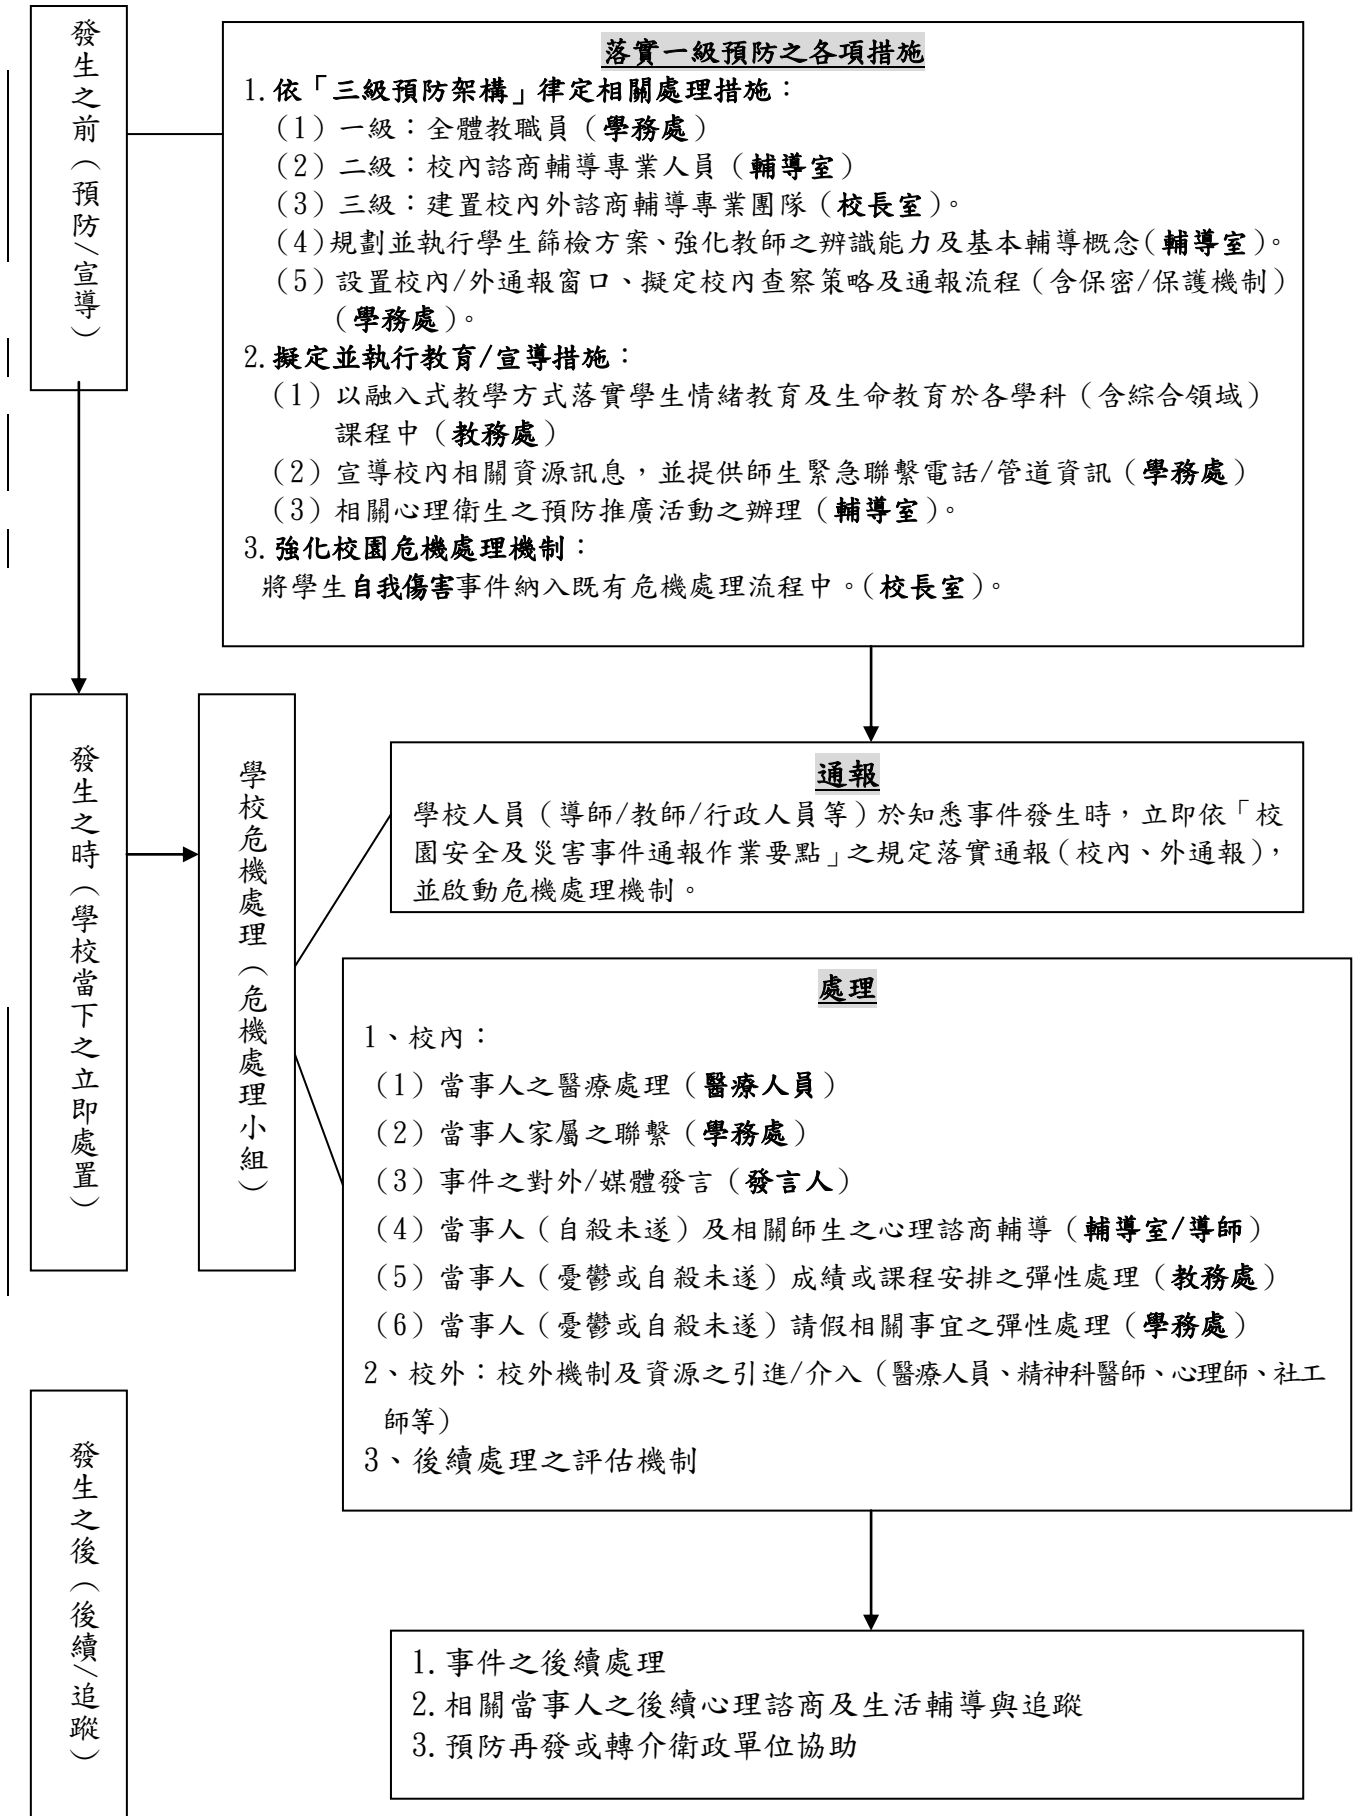 發生之前（預防/宣導）
落實一級預防之各項措施
1.依「三級預防架構」律定相關處理措施：
（1）一級：全體教職員（學務處）
（2）二級：校內諮商輔導專業人員（輔導室）
（3）三級：建置校內外諮商輔導專業團隊（校長室）。
（4）規劃並執行學生篩檢方案、強化教師之辨識能力及基本輔導概念（輔導室）。
（5）設置校內/外通報窗口、擬定校內查察策略及通報流程（含保密/保護機制）
（學務處）。
2.擬定並執行教育/宣導措施：
（1）以融入式教學方式落實學生情緒教育及生命教育於各學科（含綜合領域）
課程中（教務處）
（2）宣導校內相關資源訊息，並提供師生緊急聯繫電話/管道資訊（學務處）
（3）相關心理衛生之預防推廣活動之辦理（輔導室）。
3.強化校園危機處理機制：
將學生自我傷害事件納入既有危機處理流程中。（校長室）。
發生之時（學校當下之立即處置）
學校危機處理（危機處理小組）
通報
學校人員（導師/教師/行政人員等）於知悉事件發生時，立即依「校
園安全及災害事件通報作業要點」之規定落實通報（校內、外通報），
並啟動危機處理機制。
處理
1、校內：
（1）當事人之醫療處理（醫療人員）
（2）當事人家屬之聯繫（學務處）
（3）事件之對外/媒體發言（發言人）
（4）當事人（自殺未遂）及相關師生之心理諮商輔導（輔導室/導師）
（5）當事人（憂鬱或自殺未遂）成績或課程安排之彈性處理（教務處）
（6）當事人（憂鬱或自殺未遂）請假相關事宜之彈性處理（學務處）
2、校外：校外機制及資源之引進/介入（醫療人員、精神科醫師、心理師、社工
師等）
3、後續處理之評估機制
發生之後（後續/追蹤）
1.事件之後續處理
2.相關當事人之後續心理諮商及生活輔導與追蹤
3.預防再發或轉介衛政單位協助